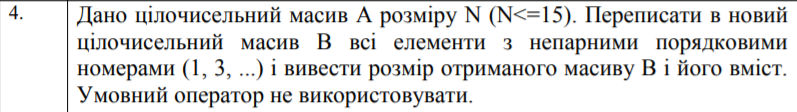 4. Дано цілочисельний масив A розміру N (N<=15). Переписати в новий
цілочисельний масив B всі елементи з непарними порядковими
номерами (1, 3, ...) і вивести розмір отриманого масиву B і його вміст.
Умовний оператор не використовувати.